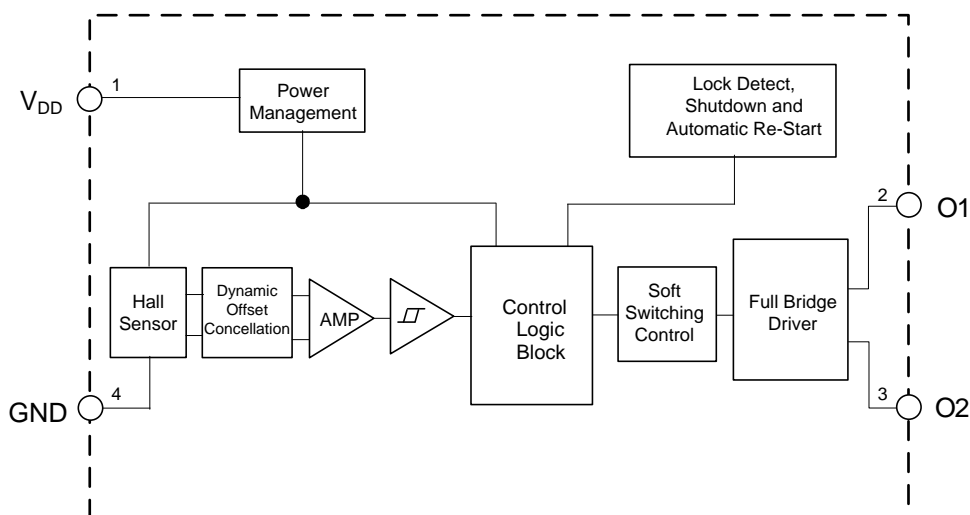 1
VDD
Power
Management
Lock Detect,
Shutdown and
Automatic Re-Start
2
O1
Hall
Sensor
Dynamic
Offset
Concellation
AMP
Control
Logic
Block
Soft
Switching
Control
Full Bridge
Driver
4
GND
3
O2